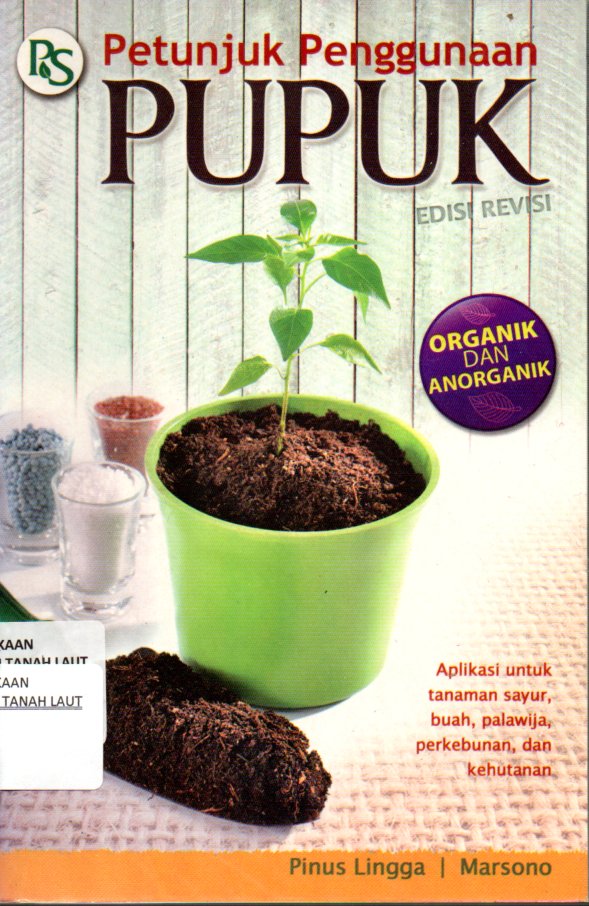 PS
Petunjuk Penggunaan
PUPUK
EDISI REVISI
ORGANIK
DAN
ANORGANIK
KAAN
TANAH LAUT
KAAN
TANAH LAUT
Aplikasi untuk
tanaman sayur,
buah, palawija,
perkebunan, dan
kehutanan
Pinus Lingga | Marsono